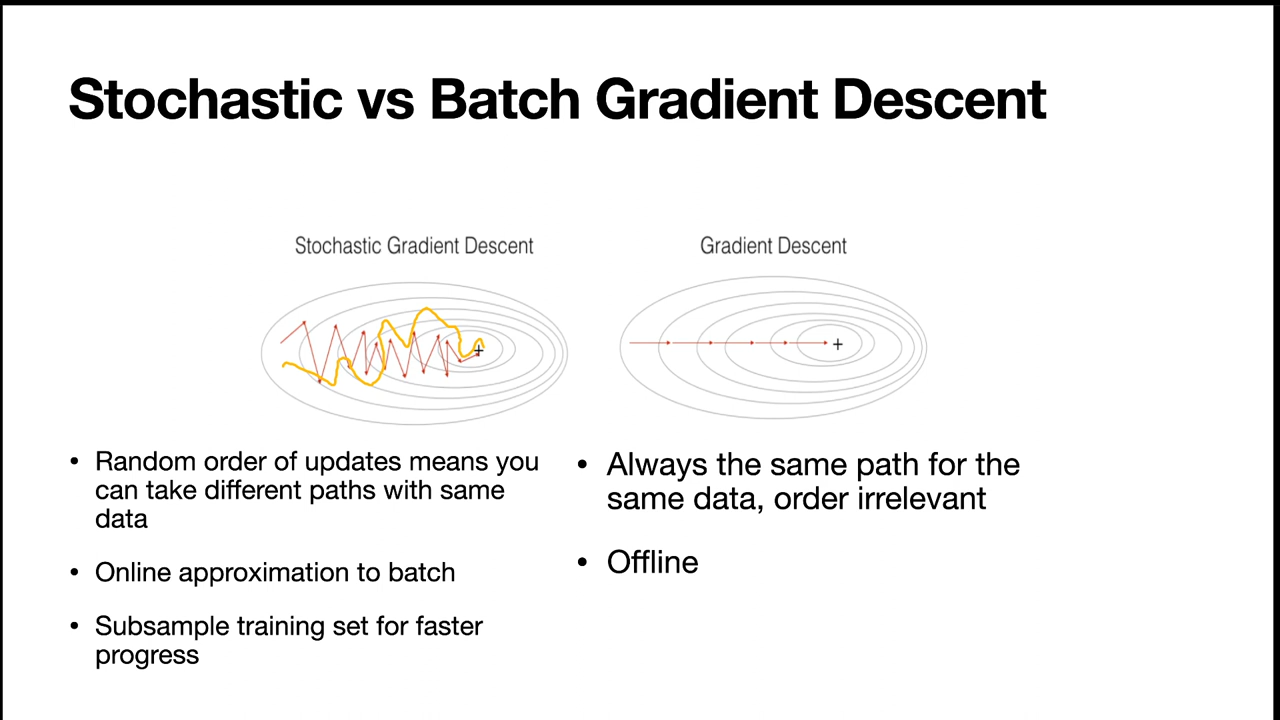 Stochastic vs Batch Gradient Descent
Stochastic Gradient Descent
Gradient Descent
• Random order of updates means you
can take different paths with same
data
• Online approximation to batch
• Subsample training set for faster
progress
• Always the same path for the
same data, order irrelevant
• Offline